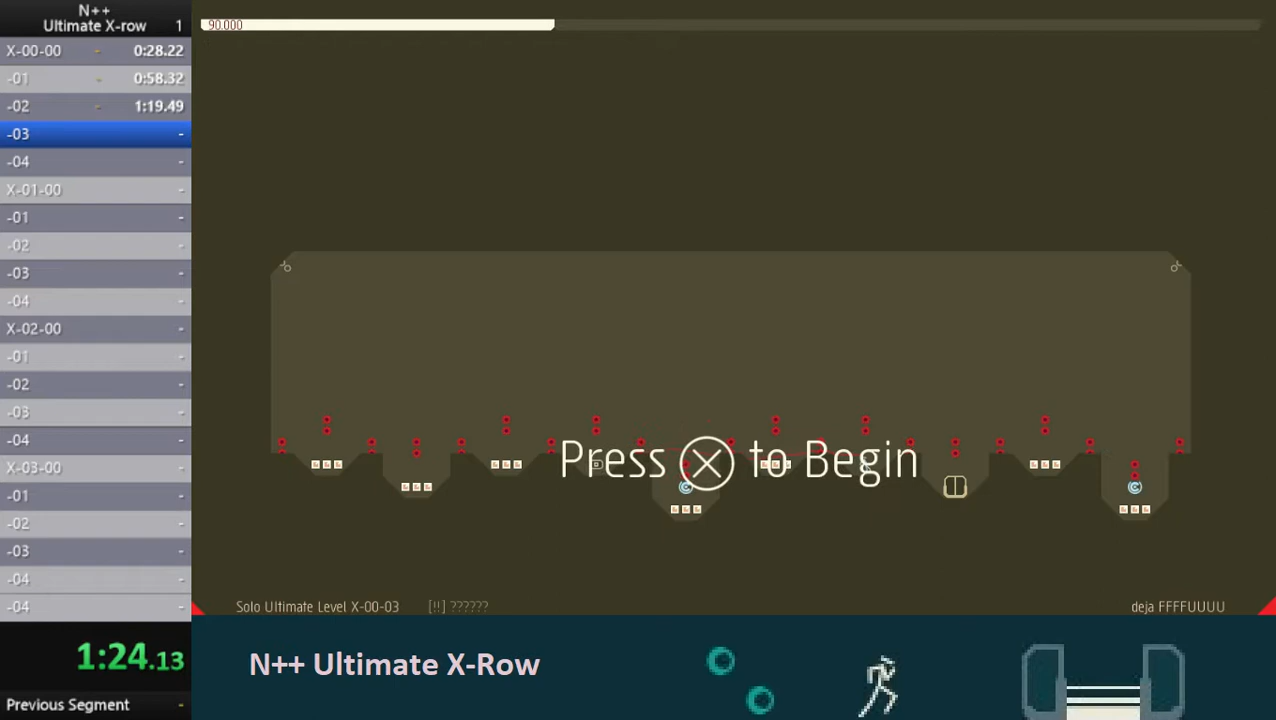 N++
Ultimate X-row 1
X-00-00 - 0:28.22
-01 - 0:58.32
-02 - 1:19.49
-03 -
-04 -
X-01-00 -
-01 -
-02 -
-03 -
-04 -
X-02-00 -
-01 -
-02 -
-03 -
-04 -
X-03-00 -
-01 -
-02 -
-03 -
-04 -
-04 -
1:24.13
Previous Segment -
90.000
Press X to Begin
Solo Ultimate Level X-00-03 [!!] ?????? deja FFFFUUUU
N++ Ultimate X-Row